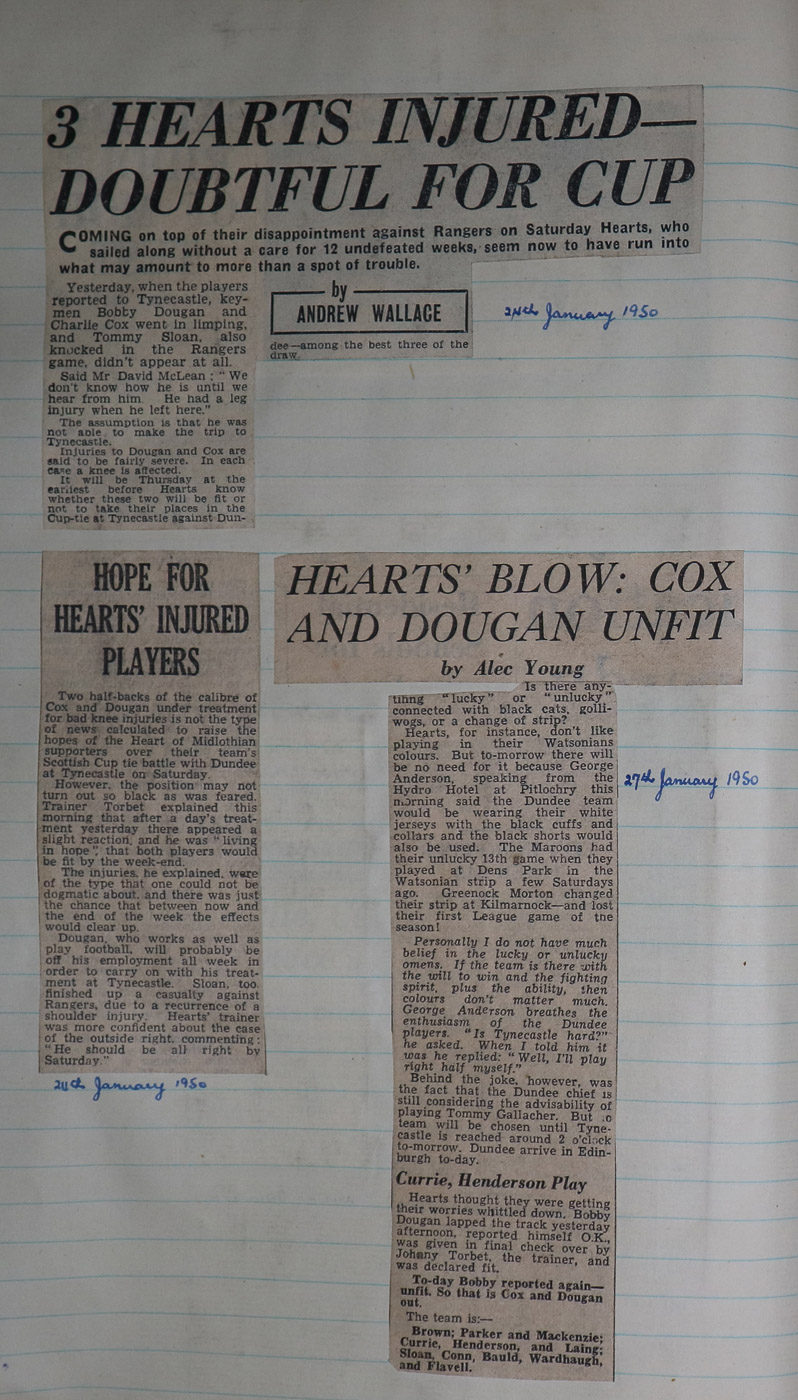 3 HEARTS INJURED—
DOUBTFUL FOR CUP
COMING on top of their disappointment against Rangers on Saturday Hearts, who
sailed along without a care for 12 undefeated weeks, seem now to have run into
what may amount to more than a spot of trouble.
Yesterday, when the players
reported to Tynecastle, key-
men Bobby Dougan and
Charlie Cox went in limping,
and Tommy Sloan, also
knocked in the Rangers
game, didn't appear at all.
Said Mr David McLean : "We
don't know how he is until we
hear from him. He had a leg
injury when he left here."
The assumption is that he was
not able to make the trip to
Tynecastle.
Injuries to Dougan and Cox are
said to be fairly severe. In each
case a knee is affected.
It will be Thursday at the
earliest before Hearts know
whether these two will be fit or
not to take their places in the
Cup-tie at Tynecastle against Dun-
by
ANDREW WALLACE
dee—among the best three of the
draw.
24th January 1950
HOPE FOR
HEARTS' INJURED
PLAYERS
Two half-backs of the calibre of
Cox and Dougan under treatment
for bad knee injuries is not the type
of news calculated to raise the
hopes of the Heart of Midlothian
supporters over their team's
Scottish Cup tie battle with Dundee
at Tynecastle on Saturday.
However, the position may not
turn out so black as was feared.
Trainer Torbet explained this
morning that after a day's treat-
ment yesterday there appeared a
slight reaction, and he was "living
in hope" that both players would
be fit by the week-end.
The injuries, he explained, were
of the type that one could not be
dogmatic about, and there was just
the chance that between now and
the end of the week the effects
would clear up.
Dougan, who works as well as
play football, will probably be
off his employment all week in
order to carry on with his treat-
ment at Tynecastle. Sloan, too,
finished up a casualty against
Rangers, due to a recurrence of a
shoulder injury. Hearts' trainer
was more confident about the case
of the outside right, commenting:
"He should be all right by
Saturday."
24th January 1950
HEARTS' BLOW: COX
AND DOUGAN UNFIT
by Alec Young
Is there any-
thing "lucky" or "unlucky"
connected with black cats, golli-
wogs, or a change of strip?
Hearts, for instance, don't like
playing in their Watsonians
colours. But to-morrow there will
be no need for it because George
Anderson, speaking from the
Hydro Hotel at Pitlochry this
morning said the Dundee team
would be wearing their white
jerseys with the black cuffs and
collars and the black shorts would
also be used. The Maroons had
their unlucky 13th game when they
played at Dens Park in the
Watsonian strip a few Saturdays
ago. Greenock Morton changed
their strip at Kilmarnock—and lost
their first League game of the
season!
Personally I do not have much
belief in the lucky or unlucky
omens. If the team is there with
the will to win and the fighting
spirit, plus the ability, then
colours don't matter much.
George Anderson breathes the
enthusiasm of the Dundee
players. "Is Tynecastle hard?"
he asked. When I told him it
was he replied: "Well, I'll play
right half myself."
Behind the joke, however, was
the fact that the Dundee chief is
still considering the advisability of
playing Tommy Gallacher. But no
team will be chosen until Tyne-
castle is reached around 2 o'clock
to-morrow. Dundee arrive in Edin-
burgh to-day.
Currie, Henderson Play
Hearts thought they were getting
their worries whittled down. Bobby
Dougan lapped the track yesterday
afternoon, reported himself O.K.,
was given in final check over by
Johnny Torbet, the trainer, and
was declared fit.
To-day Bobby reported again—
unfit. So that is Cox and Dougan
out.
The team is:—
Brown; Parker and Mackenzie;
Currie, Henderson, and Laing;
Sloan, Conn, Bauld, Wardhaugh,
and Flavell.
27th January 1950